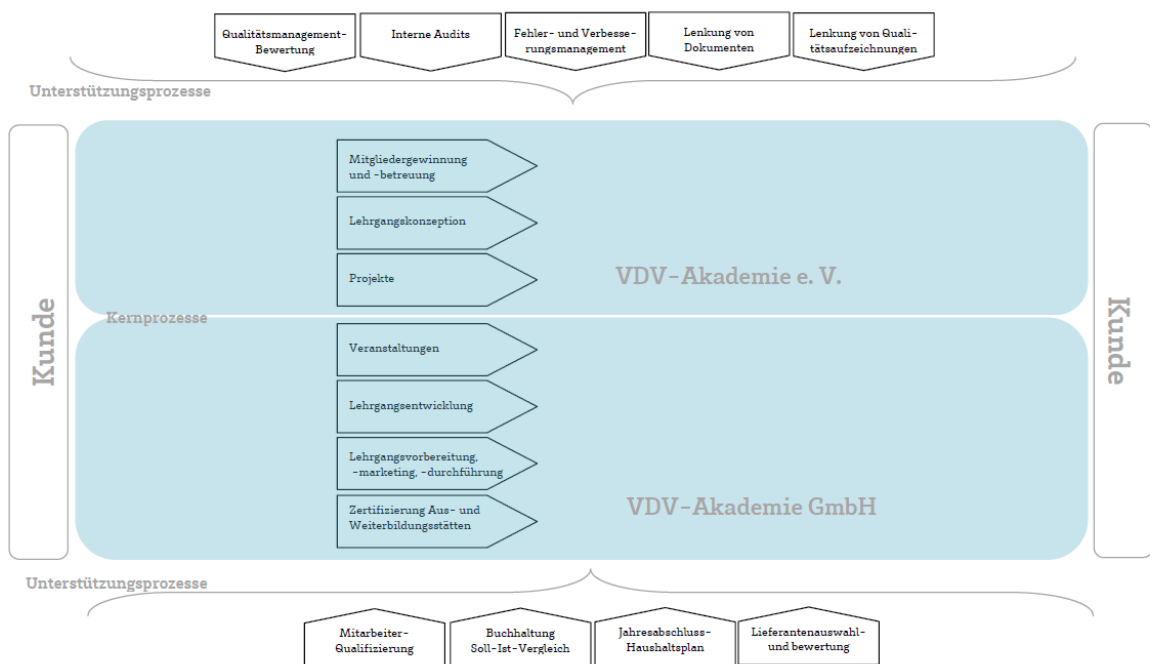 Qualitätsmanagement-
Bewertung
Interne Audits
Fehler- und Verbesse-
rungsmanagement
Lenkung von
Dokumenten
Lenkung von Quali-
tätsaufzeichnungen
Unterstützungsprozesse
Kunde
Mitgliedergewinnung
und -betreuung
Lehrgangskonzeption
Projekte
VDV-Akademie e. V.
Kernprozesse
Veranstaltungen
Lehrgangsentwicklung
Lehrgangsvorbereitung,
-marketing, -durchführung
Zertifizierung Aus- und
Weiterbildungsstätten
VDV-Akademie GmbH
Kunde
Unterstützungsprozesse
Mitarbeiter-
Qualifizierung
Buchhaltung
Soll-Ist-Vergleich
Jahresabschluss-
Haushaltsplan
Lieferantenauswahl-
und bewertung